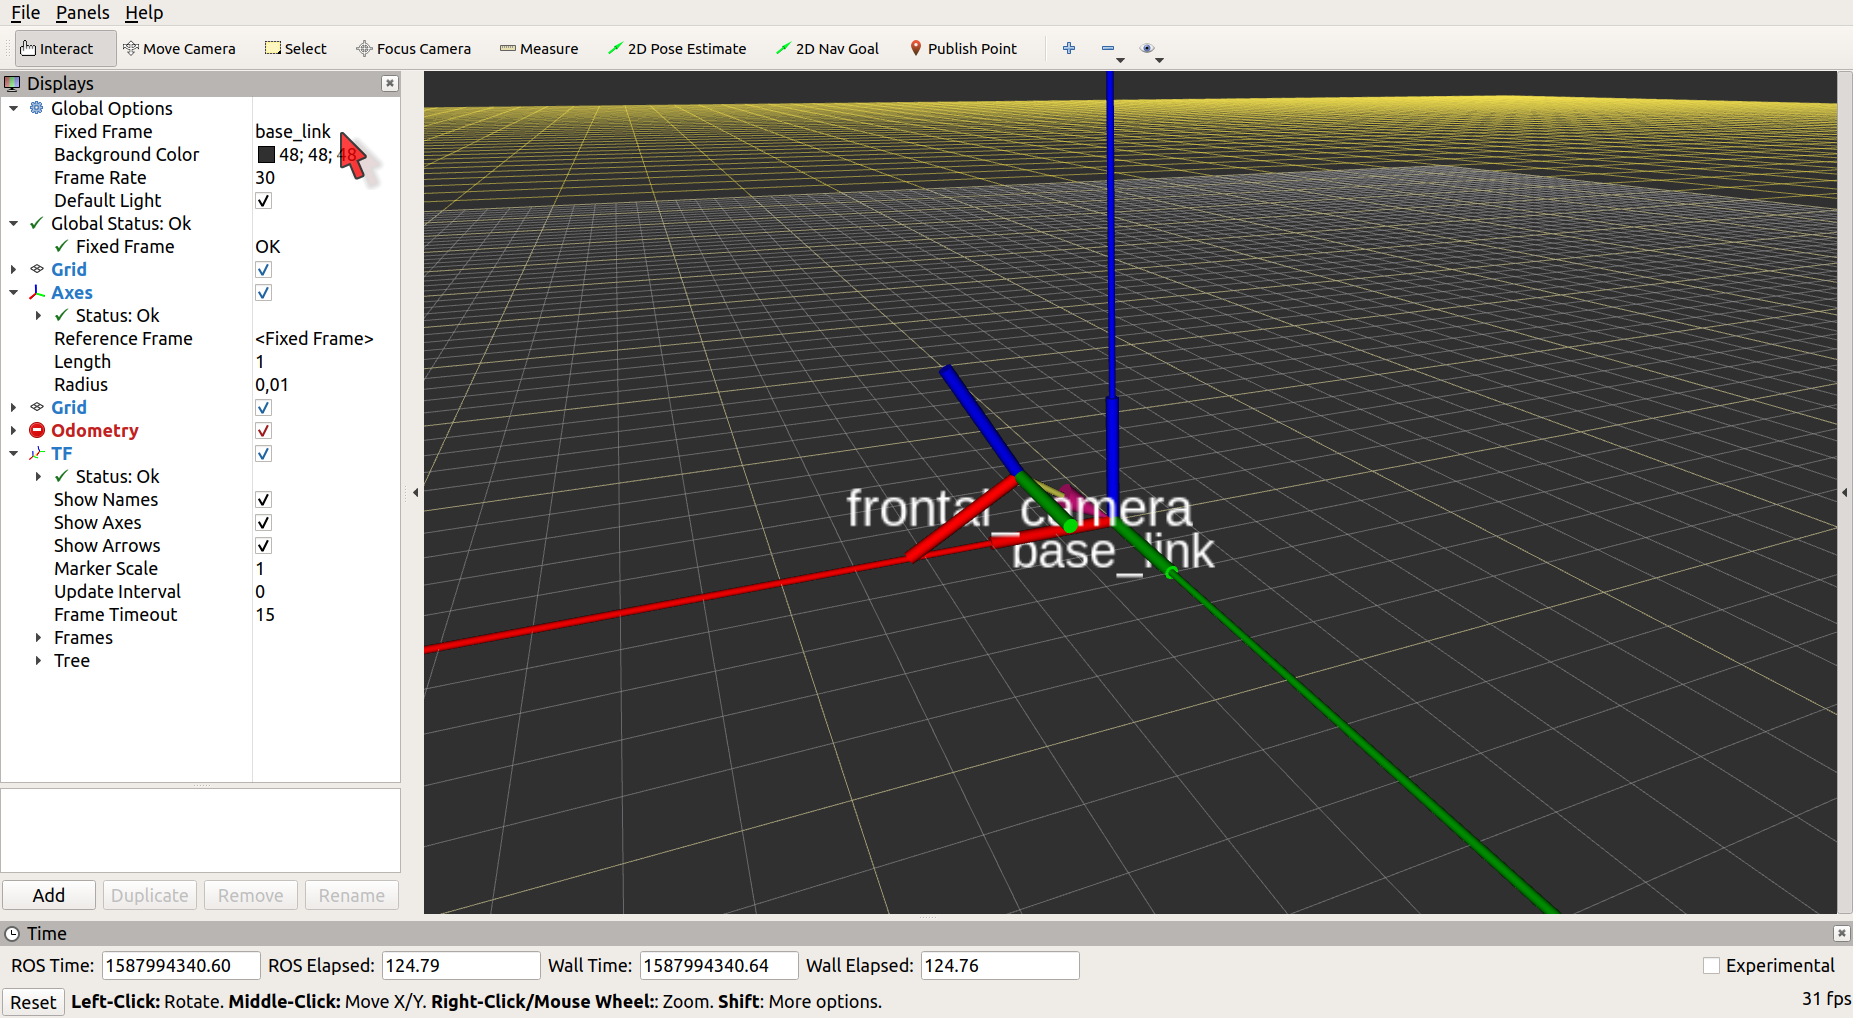 File Panels Help
Interact Move Camera Select Focus Camera Measure 2D Pose Estimate 2D Nav Goal Publish Point
Displays
Global Options
Fixed Frame base_link
Background Color 48; 48; 48
Frame Rate 30
Default Light
Global Status: Ok
Fixed Frame OK
Grid
Axes
Status: Ok
Reference Frame <Fixed Frame>
Length 1
Radius 0,01
Grid
Odometry
TF
Status: Ok
Show Names
Show Axes
Show Arrows
Marker Scale 1
Update Interval 0
Frame Timeout 15
Frames
Tree
Add Duplicate Remove Rename
frontal_camera
base_link
Time
ROS Time: 1587994340.60 ROS Elapsed: 124.79 Wall Time: 1587994340.64 Wall Elapsed: 124.76 Experimental
Reset Left-Click: Rotate. Middle-Click: Move X/Y. Right-Click/Mouse Wheel:: Zoom. Shift: More options. 31 fps